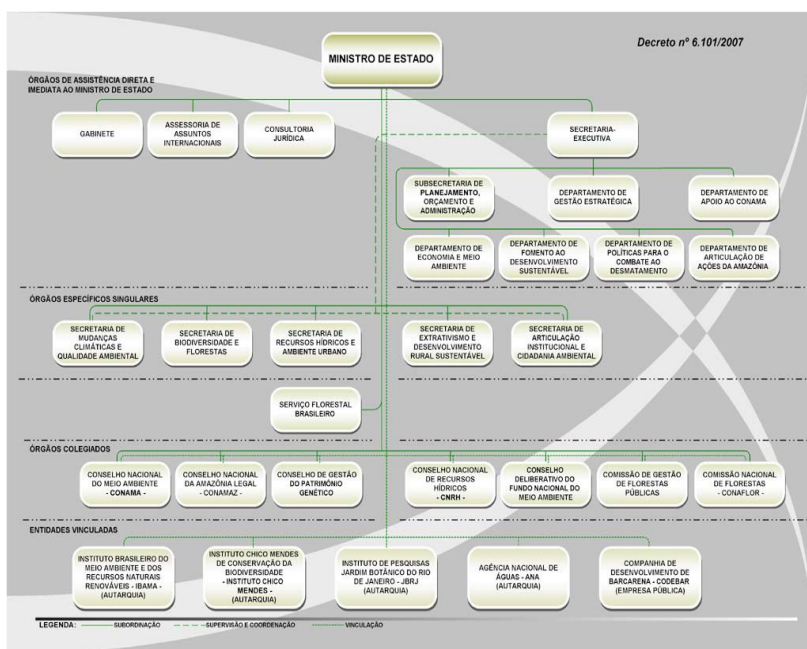 Decreto nº 6.101/2007
MINISTRO DE ESTADO
ÓRGÃOS DE ASSISTÊNCIA DIRETA E
IMEDIATA AO MINISTRO DE ESTADO
GABINETE
ASSESSORIA DE
ASSUNTOS
INTERNACIONAIS
CONSULTORIA
JURÍDICA
SECRETARIA-
EXECUTIVA
SUBSECRETARIA DE
PLANEJAMENTO,
ORÇAMENTO E
ADMINISTRAÇÃO
DEPARTAMENTO DE
GESTÃO ESTRATÉGICA
DEPARTAMENTO DE
APOIO AO CONAMA
DEPARTAMENTO DE
ECONOMIA E MEIO
AMBIENTE
DEPARTAMENTO DE
FOMENTO AO
DESENVOLVIMENTO
SUSTENTÁVEL
DEPARTAMENTO DE
POLÍTICAS PARA O
COMBATE AO
DESMATAMENTO
DEPARTAMENTO DE
ARTICULAÇÃO DE
AÇÕES DA AMAZÔNIA
ÓRGÃOS ESPECÍFICOS SINGULARES
SECRETARIA DE
MUDANÇAS
CLIMÁTICAS E
QUALIDADE AMBIENTAL
SECRETARIA DE
BIODIVERSIDADE E
FLORESTAS
SECRETARIA DE
RECURSOS HÍDRICOS E
AMBIENTE URBANO
SECRETARIA DE
EXTRATIVISMO E
DESENVOLVIMENTO
RURAL SUSTENTÁVEL
SECRETARIA DE
ARTICULAÇÃO
INSTITUCIONAL E
CIDADANIA AMBIENTAL
SERVIÇO FLORESTAL
BRASILEIRO
ÓRGÃOS COLEGIADOS
CONSELHO NACIONAL
DO MEIO AMBIENTE
- CONAMA -
CONSELHO NACIONAL
DA AMAZÔNIA LEGAL
- CONAMAZ -
CONSELHO DE GESTÃO
DO PATRIMÔNIO
GENÉTICO
CONSELHO NACIONAL
DE RECURSOS
HÍDRICOS
- CNRH -
CONSELHO
DELIBERATIVO DO
FUNDO NACIONAL DO
MEIO AMBIENTE
COMISSÃO DE GESTÃO
DE FLORESTAS
PÚBLICAS
COMISSÃO NACIONAL
DE FLORESTAS
- CONAFLOR -
ENTIDADES VINCULADAS
INSTITUTO BRASILEIRO DO
MEIO AMBIENTE E DOS
RECURSOS NATURAIS
RENOVÁVEIS - IBAMA -
(AUTARQUIA)
INSTITUTO CHICO MENDES
DE CONSERVAÇÃO DA
BIODIVERSIDADE
- INSTITUTO CHICO
MENDES -
(AUTARQUIA)
INSTITUTO DE PESQUISAS
JARDIM BOTÂNICO DO RIO
DE JANEIRO - JBRJ
(AUTARQUIA)
AGÊNCIA NACIONAL DE
ÁGUAS - ANA
(AUTARQUIA)
COMPANHIA DE
DESENVOLVIMENTO DE
BARCARENA - CODEBAR
(EMPRESA PÚBLICA)
LEGENDA: SUBORDINAÇÃO SUPERVISÃO E COORDENAÇÃO VINCULAÇÃO